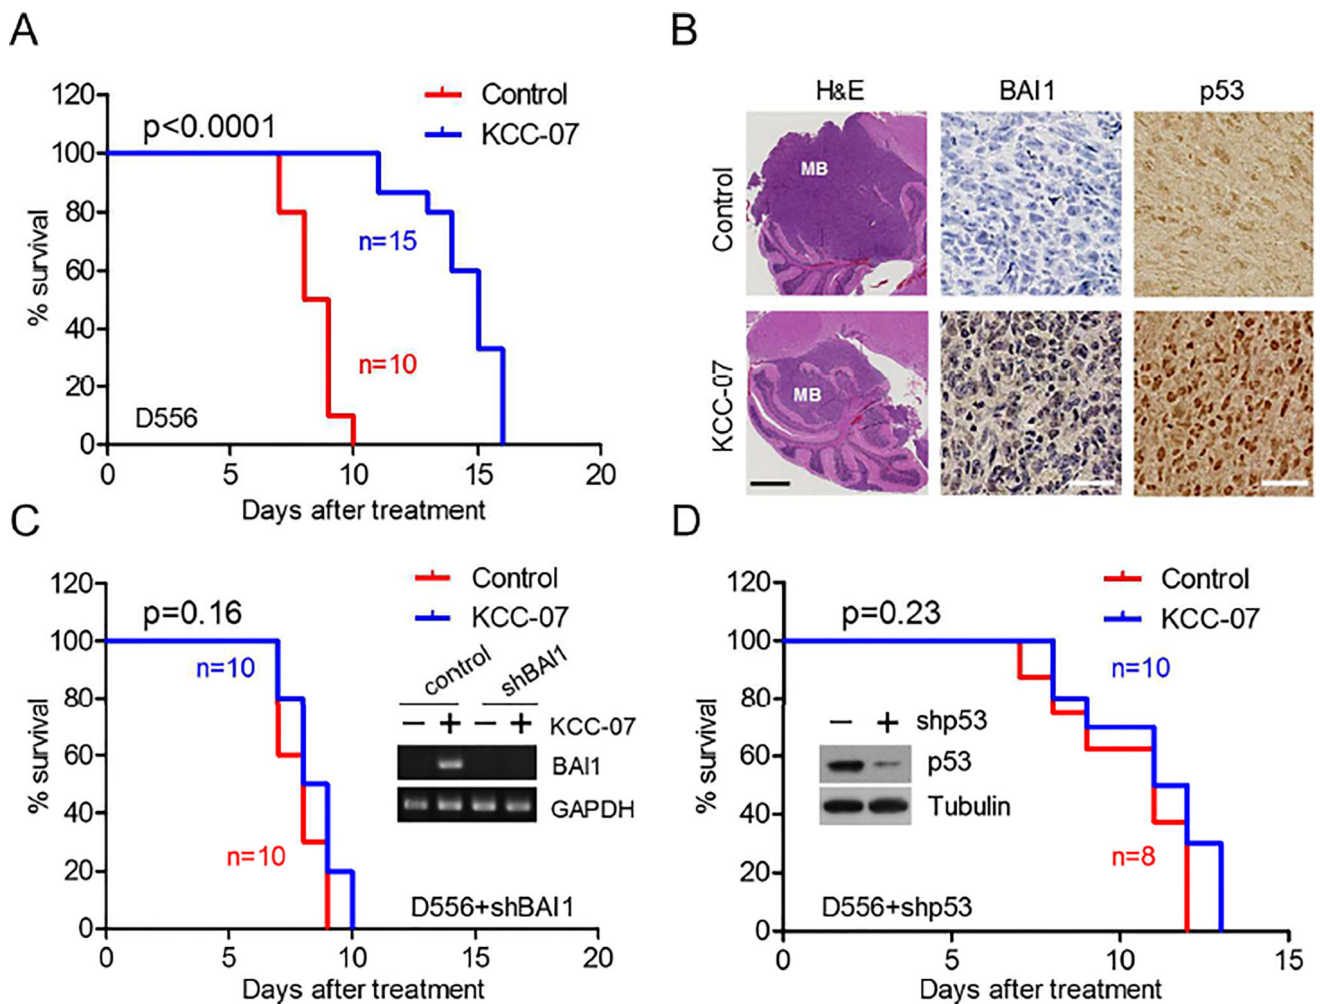 A
120
100
80
60
40
20
0
% survival
p<0.0001
Control
KCC-07
n=15
n=10
D556
0 5 10 15 20
Days after treatment
B
H&E BAI1 p53
Control
MB
KCC-07
MB
C
120
100
80
60
40
20
0
% survival
p=0.16
Control
KCC-07
n=10
n=10
control shBAI1
− + − + KCC-07
BAI1
GAPDH
D556+shBAI1
0 5 10 15 20
Days after treatment
D
120
100
80
60
40
20
0
% survival
p=0.23
Control
KCC-07
n=10
− + shp53
p53
Tubulin
n=8
D556+shp53
0 5 10 15
Days after treatment